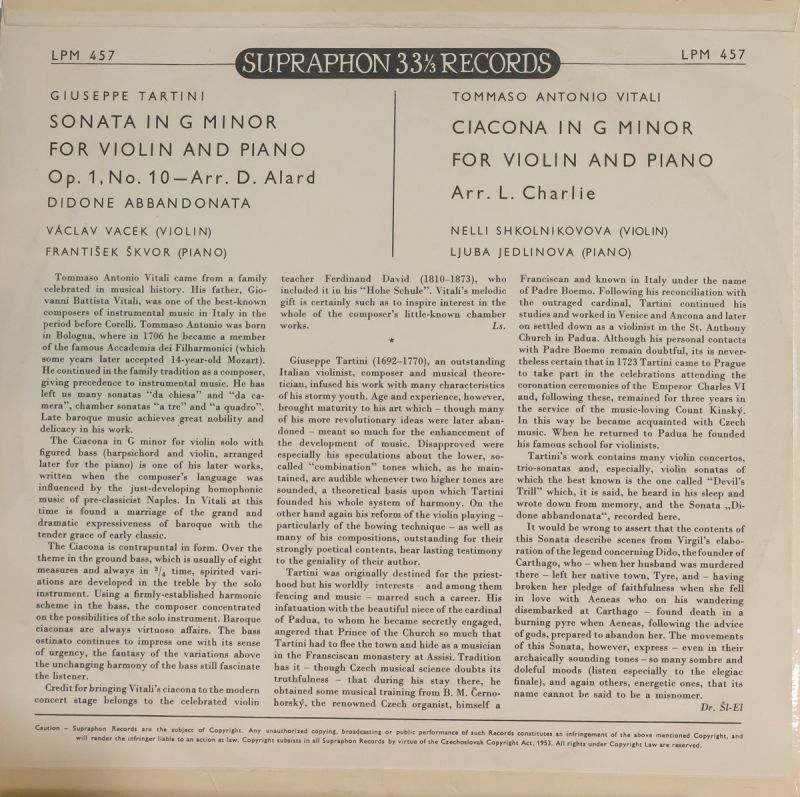 LPM 457
SUPRAPHON 33⅓ RECORDS
LPM 457
GIUSEPPE TARTINI
SONATA IN G MINOR
FOR VIOLIN AND PIANO
Op. 1, No. 10—Arr. D. Alard
DIDONE ABBANDONATA
VÁCLAV VACEK (VIOLIN)
FRANTIŠEK ŠKVOR (PIANO)
TOMMASO ANTONIO VITALI
CIACONA IN G MINOR
FOR VIOLIN AND PIANO
Arr. L. Charlie
NELLI SHKOLNIKOVOVA (VIOLIN)
LJUBA JEDLINOVA (PIANO)
Tommaso Antonio Vitali came from a family
celebrated in musical history. His father, Gio-
vanni Battista Vitali, was one of the best-known
composers of instrumental music in Italy in the
period before Corelli. Tommaso Antonio was born
in Bologna, where in 1706 he became a member
of the famous Accademia dei Filharmonici (which
some years later accepted 14-year-old Mozart).
He continued in the family tradition as a composer,
giving precedence to instrumental music. He has
left us many sonatas “da chiesa” and “da ca-
mera”, chamber sonatas “a tre” and “a quadro”.
Late baroque music achieves great nobility and
delicacy in his work.
The Ciacona in G minor for violin solo with
figured bass (harpsichord and violin, arranged
later for the piano) is one of his later works,
written when the composer’s language was
influenced by the just-developing homophonic
music of pre-classicist Naples. In Vitali at this
time is found a marriage of the grand and
dramatic expressiveness of baroque with the
tender grace of early classic.
The Ciacona is contrapuntal in form. Over the
theme in the ground bass, which is usually of eight
measures and always in ³/₄ time, spirited vari-
ations are developed in the treble by the solo
instrument. Using a firmly-established harmonic
scheme in the bass, the composer concentrated
on the possibilities of the solo instrument. Baroque
ciaconas are always virtuoso affairs. The bass
ostinato continues to impress one with its sense
of urgency, the fantasy of the variations above
the unchanging harmony of the bass still fascinate
the listener.
Credit for bringing Vitali’s ciacona to the modern
concert stage belongs to the celebrated violin
teacher Ferdinand David (1810–1873), who
included it in his “Hohe Schule”. Vitali’s melodic
gift is certainly such as to inspire interest in the
whole of the composer’s little-known chamber
works. Ls.
*
Giuseppe Tartini (1692–1770), an outstanding
Italian violinist, composer and musical theore-
tician, infused his work with many characteristics
of his stormy youth. Age and experience, however,
brought maturity to his art which – though many
of his more revolutionary ideas were later aban-
doned – meant so much for the enhancement of
the development of music. Disapproved were
especially his speculations about the lower, so-
called “combination” tones which, as he main-
tained, are audible whenever two higher tones are
sounded, a theoretical basis upon which Tartini
founded his whole system of harmony. On the
other hand again his reform of the violin playing –
particularly of the bowing technique – as well as
many of his compositions, outstanding for their
strongly poetical contents, bear lasting testimony
to the geniality of their author.
Tartini was originally destined for the priest-
hood but his worldly interests – and among them
fencing and music – marred such a career. His
infatuation with the beautiful niece of the cardinal
of Padua, to whom he became secretly engaged,
angered that Prince of the Church so much that
Tartini had to flee the town and hide as a musician
in the Fransciscan monastery at Assisi. Tradition
has it – though Czech musical science doubts its
truthfulness – that during his stay there, he
obtained some musical training from B. M. Černo-
horský, the renowned Czech organist, himself a
Franciscan and known in Italy under the name
of Padre Boemo. Following his reconciliation with
the outraged cardinal, Tartini continued his
studies and worked in Venice and Ancona and later
on settled down as a violinist in the St. Anthony
Church in Padua. Although his personal contacts
with Padre Boemo remain doubtful, its is never-
theless certain that in 1723 Tartini came to Prague
to take part in the celebrations attending the
coronation ceremonies of the Emperor Charles VI
and, following these, remained for three years in
the service of the music-loving Count Kinský.
In this way be became acquainted with Czech
music. When he returned to Padua he founded
his famous school for violinists.
Tartini’s work contains many violin concertos,
trio-sonatas and, especially, violin sonatas of
which the best known is the one called “Devil’s
Trill” which, it is said, he heard in his sleep and
wrote down from memory, and the Sonata „Di-
done abbandonata“, recorded here.
It would be wrong to assert that the contents of
this Sonata describe scenes from Virgil’s elabo-
ration of the legend concerning Dido, the founder of
Carthago, who – when her husband was murdered
there – left her native town, Tyre, and – having
broken her pledge of faithfulness when she fell
in love with Aeneas who on his wandering
disembarked at Carthago – found death in a
burning pyre when Aeneas, following the advice
of gods, prepared to abandon her. The movements
of this Sonata, however, express – even in their
archaically sounding tones – so many sombre and
doleful moods (listen especially to the elegiac
finale), and again others, energetic ones, that its
name cannot be said to be a misnomer.
Dr. Šl-El
Caution – Supraphon Records are the subject of Copyright. Any unauthorized copying, broadcasting or public performance of such Records constitutes an infringement of the above mentioned Copyright, and
will render the infringer liable to an action at law. Copyright subsists in all Supraphon Records by virtue of the Czechoslovak Copyright Act, 1953. All rights under Copyright Law are reserved.